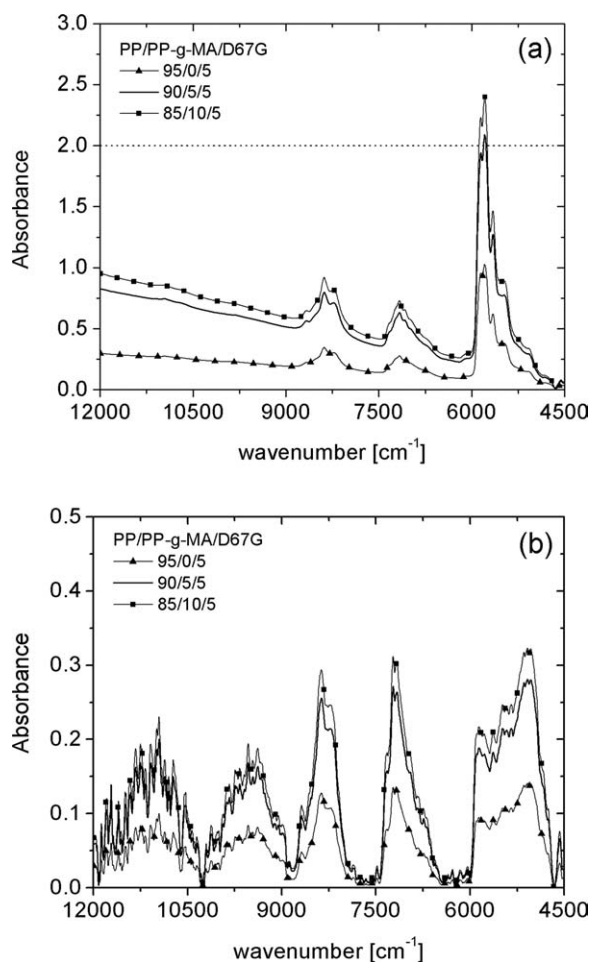 (a)
PP/PP-g-MA/D67G
95/0/5
90/5/5
85/10/5
3.0
2.5
2.0
1.5
1.0
0.5
0.0
Absorbance
12000 10500 9000 7500 6000 4500
wavenumber [cm⁻¹]
(b)
PP/PP-g-MA/D67G
95/0/5
90/5/5
85/10/5
0.5
0.4
0.3
0.2
0.1
0.0
Absorbance
12000 10500 9000 7500 6000 4500
wavenumber [cm⁻¹]